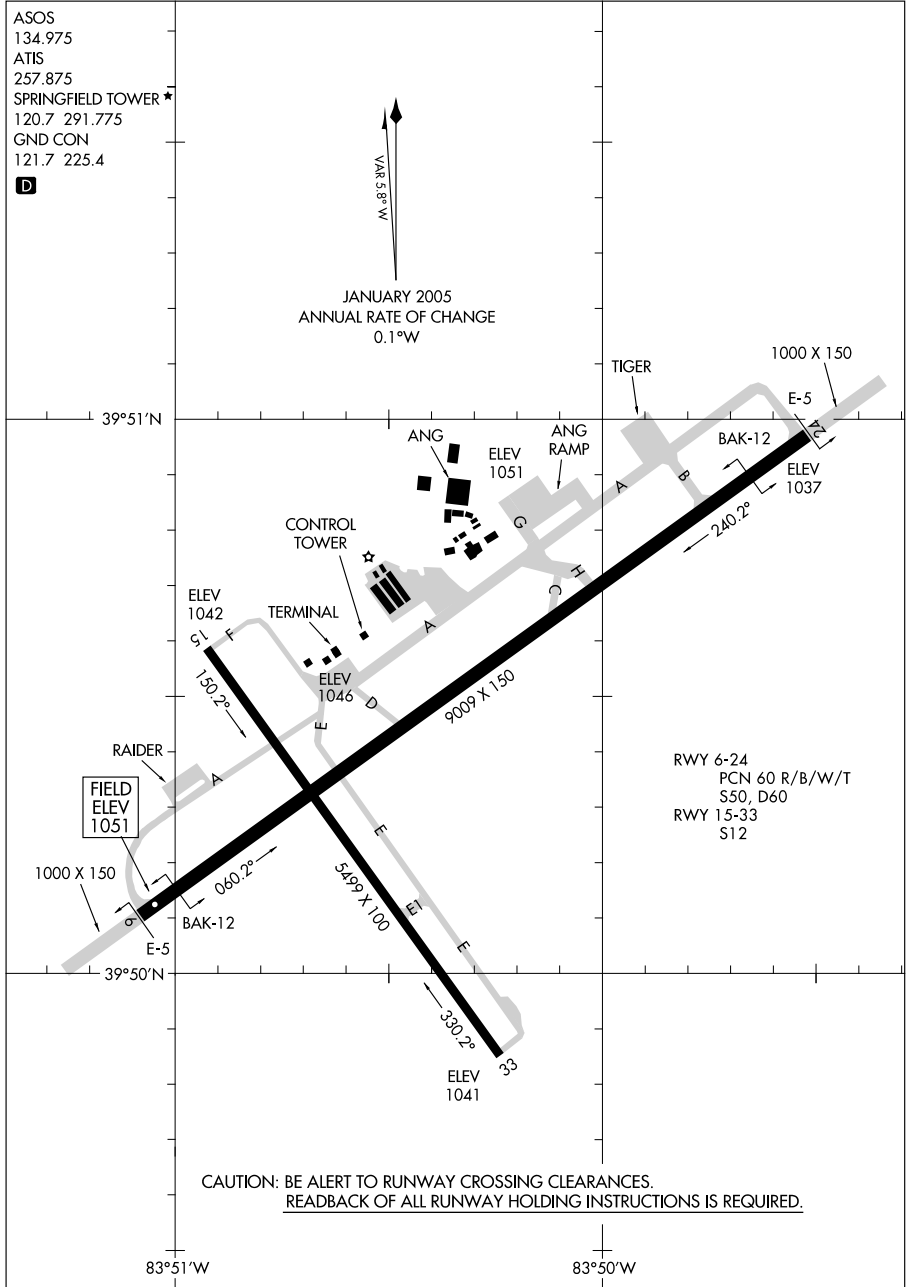 ASOS
134.975
ATIS
257.875
SPRINGFIELD TOWER ★
120.7 291.775
GND CON
121.7 225.4
D
VAR 5.8° W
JANUARY 2005
ANNUAL RATE OF CHANGE
0.1°W
1000 X 150
TIGER
E-5
39°51'N
24
ANG
ELEV
1051
ANG
RAMP
BAK-12
ELEV
1037
A
B
G
240.2°
CONTROL
TOWER
H
C
ELEV
1042
TERMINAL
A
15
F
ELEV
1046
150.2°
D
9009 X 150
E
RAIDER
A
RWY 6-24
PCN 60 R/B/W/T
S50, D60
RWY 15-33
S12
FIELD
ELEV
1051
E
1000 X 150
060.2°
5499 X 100
E1
6
BAK-12
E-5
E
39°50'N
330.2°
33
ELEV
1041
CAUTION: BE ALERT TO RUNWAY CROSSING CLEARANCES.
READBACK OF ALL RUNWAY HOLDING INSTRUCTIONS IS REQUIRED.
83°51'W
83°50'W